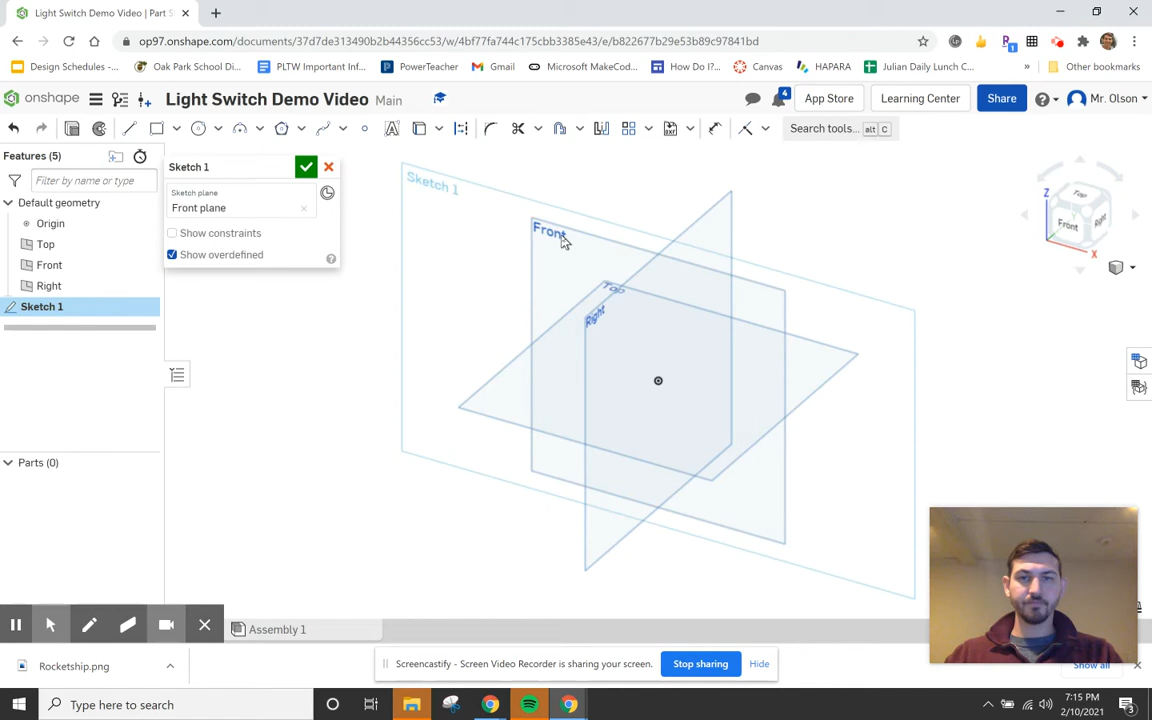 Light Switch Demo Video | Part S
op97.onshape.com/documents/37d7de313490b2b44356cc53/w/4bf77fa744c175cbb3385e43/e/b822677b29e53b89c97841bd
Design Schedules -...
Oak Park School Di...
PLTW Important Inf...
PowerTeacher
Gmail
Microsoft MakeCod...
How Do I?...
Canvas
HAPARA
Julian Daily Lunch C...
»
Other bookmarks
onshape
Light Switch Demo Video Main
4
App Store
Learning Center
Share
Mr. Olson
Search tools... alt C
Features (5)
Filter by name or type
Default geometry
Origin
Top
Front
Right
Sketch 1
Parts (0)
Sketch 1
Sketch plane
Front plane
Show constraints
Show overdefined
Sketch 1
Front
Top
Right
Z
Top
Front
Right
X
Assembly 1
Rocketship.png
Screencastify - Screen Video Recorder is sharing your screen.
Stop sharing
Hide
Show all
Type here to search
7:15 PM
2/10/2021
3